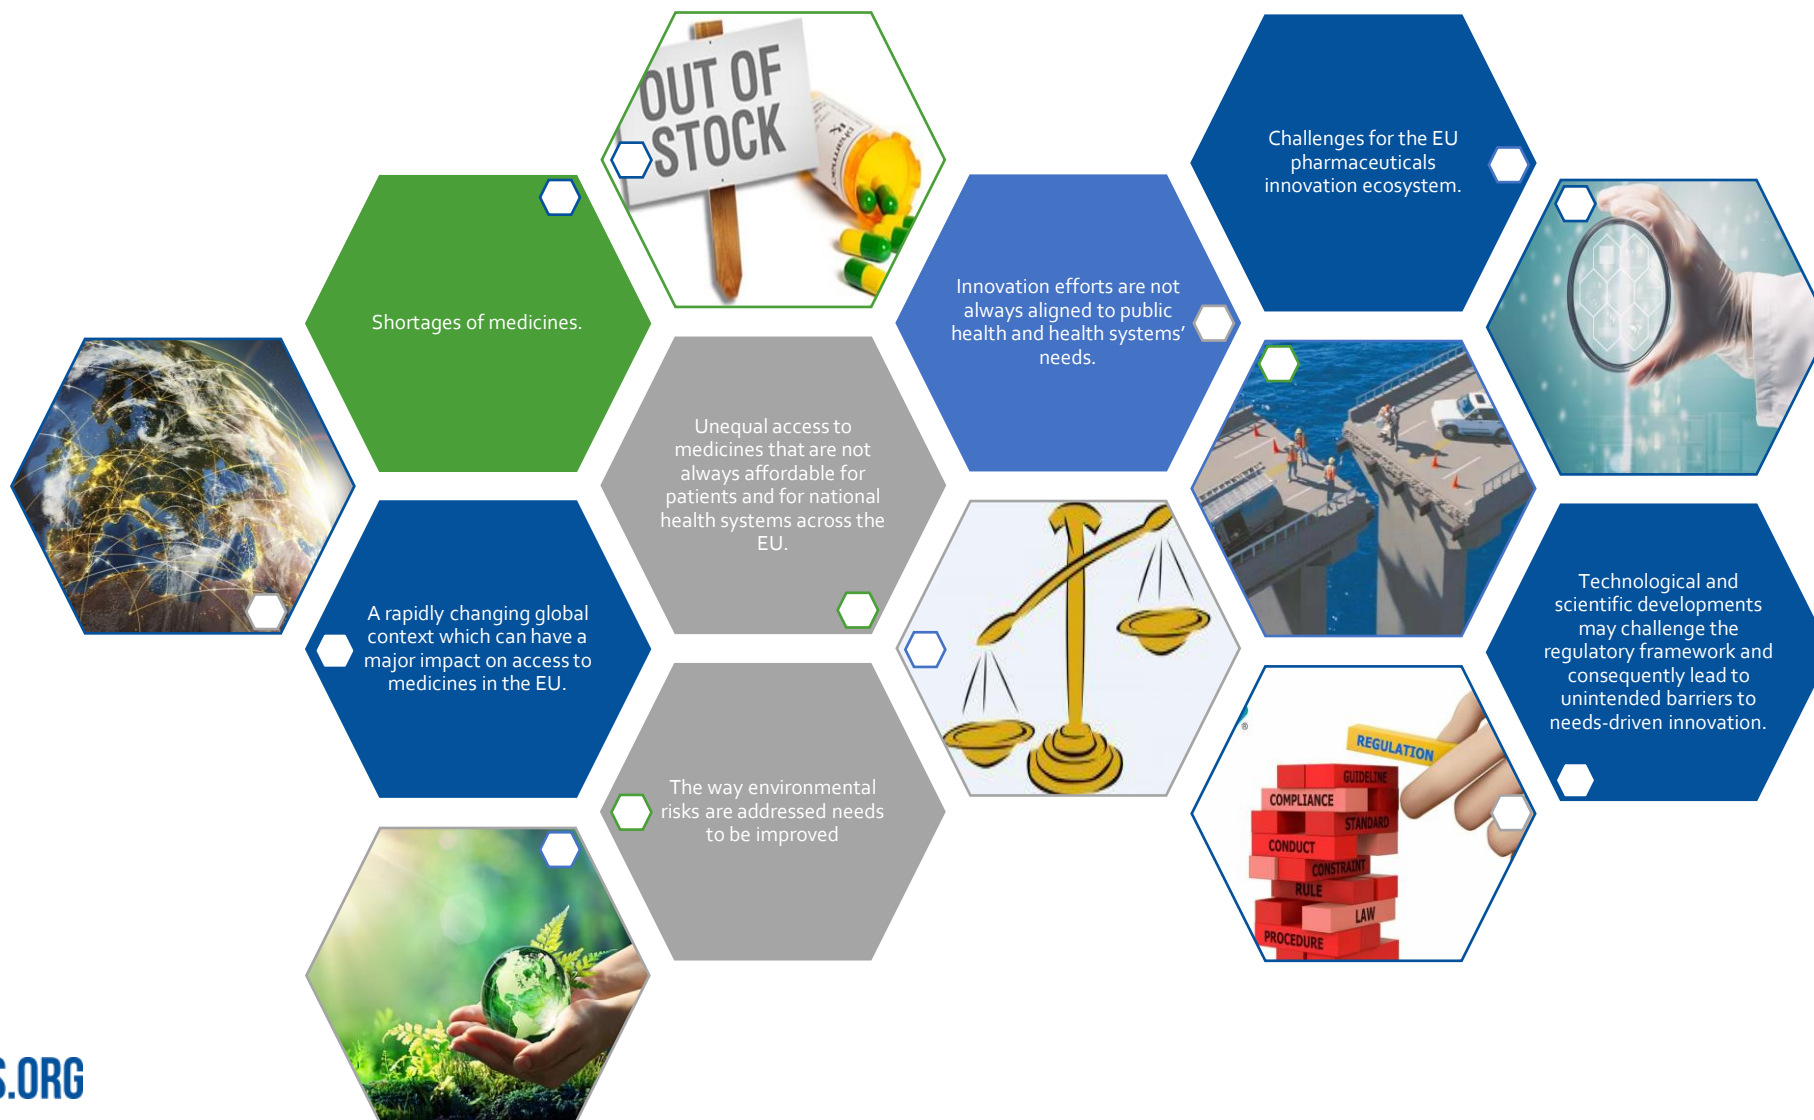 OUT OF
STOCK
Challenges for the EU
pharmaceuticals
innovation ecosystem.
Shortages of medicines.
Innovation efforts are not
always aligned to public
health and health systems’
needs.
Unequal access to
medicines that are not
always affordable for
patients and for national
health systems across the
EU.
A rapidly changing global
context which can have a
major impact on access to
medicines in the EU.
Technological and
scientific developments
may challenge the
regulatory framework and
consequently lead to
unintended barriers to
needs-driven innovation.
The way environmental
risks are addressed needs
to be improved
®
REGULATION
GUIDELINE
COMPLIANCE
STANDARD
CONDUCT
CONSTRAINT
RULE
LAW
PROCEDURE
S.ORG